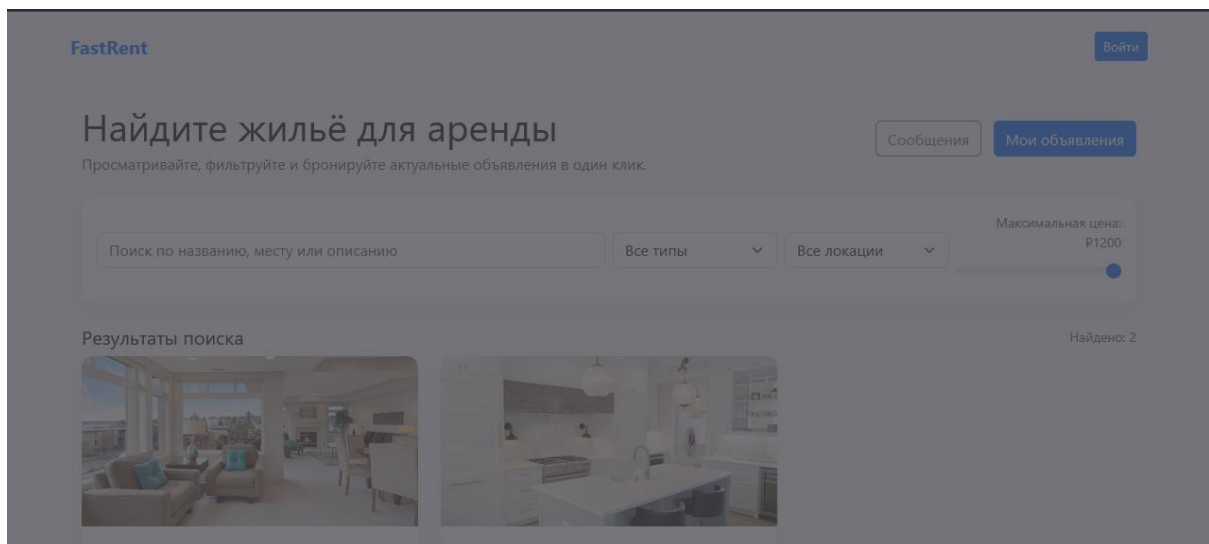 FastRent
Войти
Найдите жильё для аренды
Просматривайте, фильтруйте и бронируйте актуальные объявления в один клик.
Сообщения
Мои объявления
Поиск по названию, месту или описанию
Все типы
Все локации
Максимальная цена:
₽1200
Результаты поиска
Найдено: 2